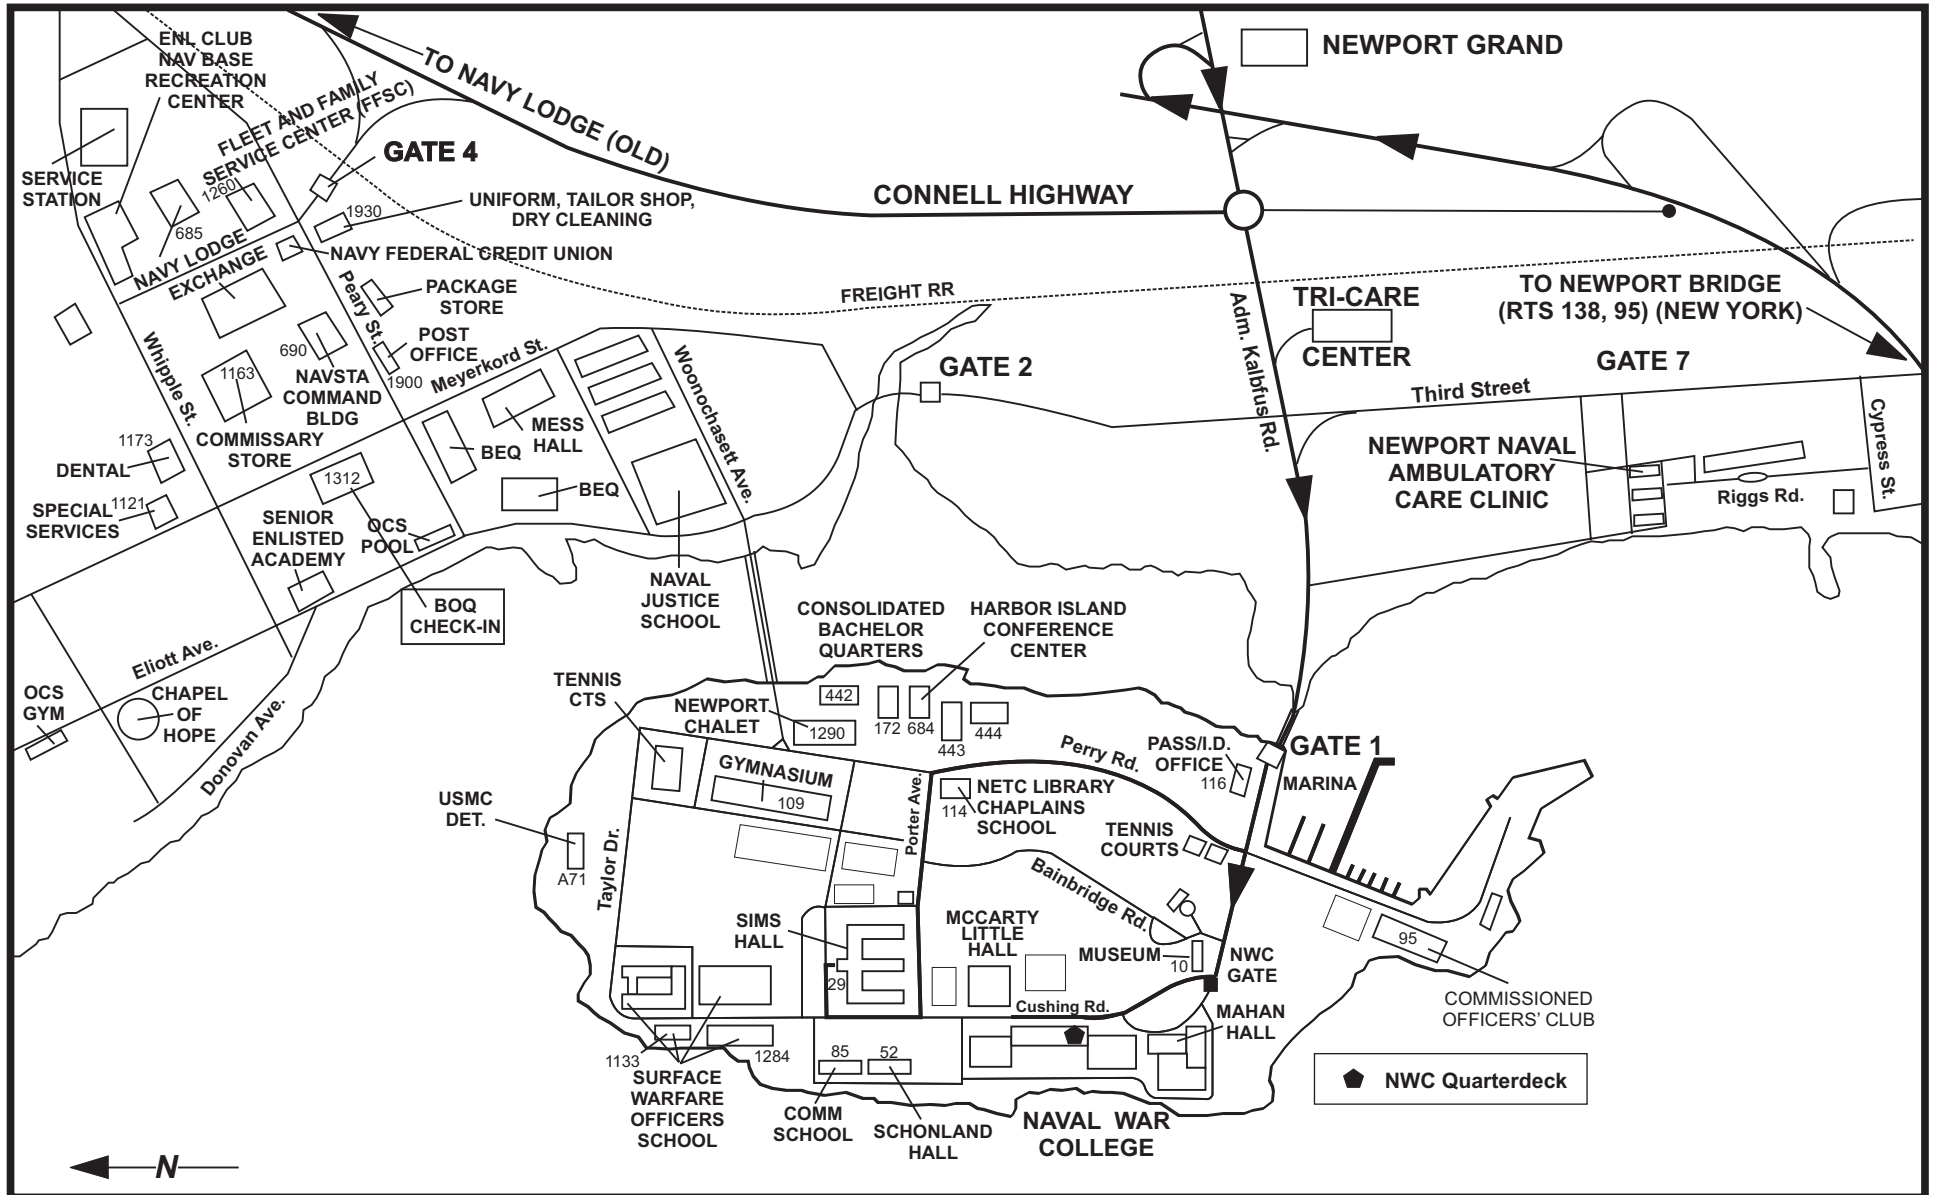 ENL CLUB
NAV BASE
RECREATION
CENTER
FLEET AND FAMILY
SERVICE CENTER (FFSC)
TO NAVY LODGE (OLD)
GATE 4
NEWPORT GRAND
SERVICE
STATION
1260
685
1930
UNIFORM, TAILOR SHOP,
DRY CLEANING
CONNELL HIGHWAY
NAVY LODGE
EXCHANGE
NAVY FEDERAL CREDIT UNION
Peary St.
PACKAGE
STORE
FREIGHT RR
Adm. Kalbfus Rd.
TRI-CARE
CENTER
TO NEWPORT BRIDGE
(RTS 138, 95) (NEW YORK)
GATE 7
Whipple St.
690
POST
OFFICE
1900
1163
NAVSTA
COMMAND
BLDG
Meyerkord St.
Woonochasett Ave.
GATE 2
Third Street
Cypress St.
1173
DENTAL
COMMISSARY
STORE
MESS
HALL
BEQ
BEQ
NEWPORT NAVAL
AMBULATORY
CARE CLINIC
Riggs Rd.
1121
SPECIAL
SERVICES
1312
SENIOR
ENLISTED
ACADEMY
OCS
POOL
BOQ
CHECK-IN
NAVAL
JUSTICE
SCHOOL
CONSOLIDATED
BACHELOR
QUARTERS
HARBOR ISLAND
CONFERENCE
CENTER
Eliott Ave.
OCS
GYM
CHAPEL
OF
HOPE
Donovan Ave.
TENNIS
CTS
NEWPORT
CHALET
442
1290
172
684
443
444
Perry Rd.
PASS/I.D.
OFFICE
116
GATE 1
MARINA
GYMNASIUM
109
Porter Ave.
114
NETC LIBRARY
CHAPLAINS
SCHOOL
TENNIS
COURTS
USMC
DET.
A71
Taylor Dr.
Bainbridge Rd.
SIMS
HALL
29
MCCARTY
LITTLE
HALL
MUSEUM
10
NWC
GATE
95
COMMISSIONED
OFFICERS' CLUB
Cushing Rd.
MAHAN
HALL
1133
1284
SURFACE
WARFARE
OFFICERS
SCHOOL
85
52
COMM
SCHOOL
SCHONLAND
HALL
NAVAL WAR
COLLEGE
NWC Quarterdeck
N